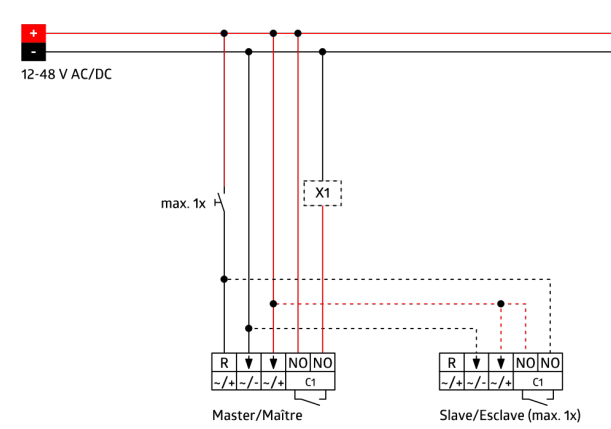 +
-
12-48 V AC/DC
max. 1x
X1
R NO NO
~/+ ~/- ~/+ C1
Master/Maître
R NO NO
~/+ ~/- ~/+ C1
Slave/Esclave (max. 1x)